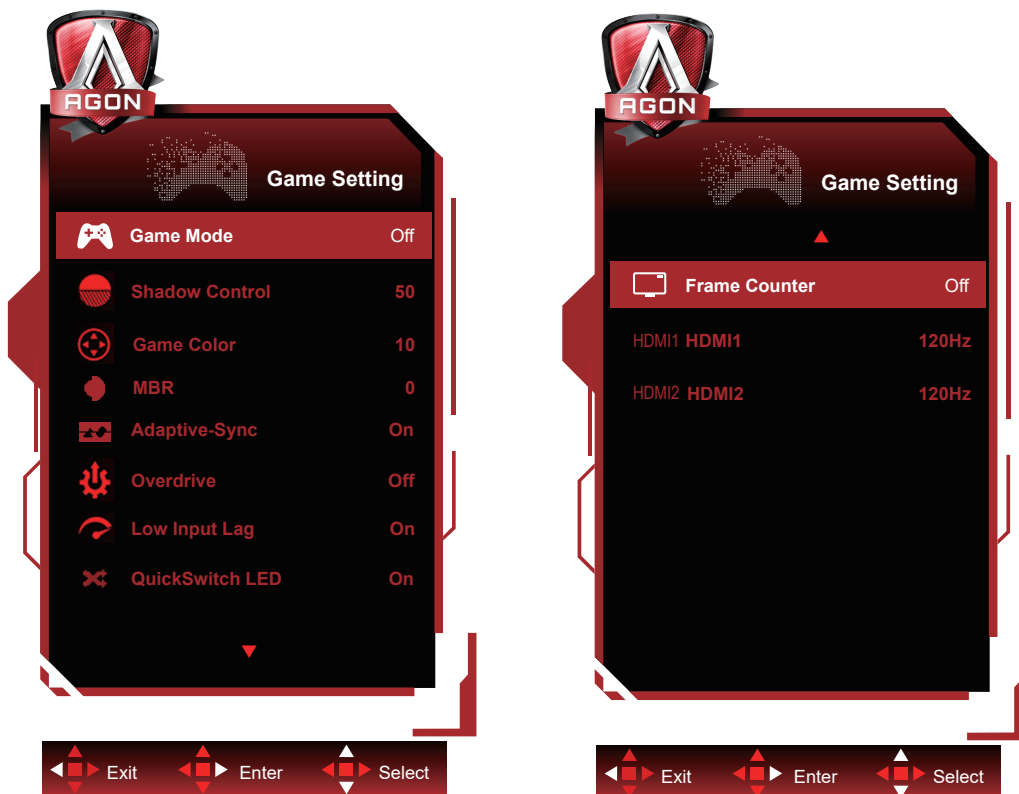 AGON
Game Setting
Game Mode Off
Shadow Control 50
Game Color 10
MBR 0
Adaptive-Sync On
Overdrive Off
Low Input Lag On
QuickSwitch LED On
Exit Enter Select
AGON
Game Setting
Frame Counter Off
HDMI1 HDMI1 120Hz
HDMI2 HDMI2 120Hz
Exit Enter Select